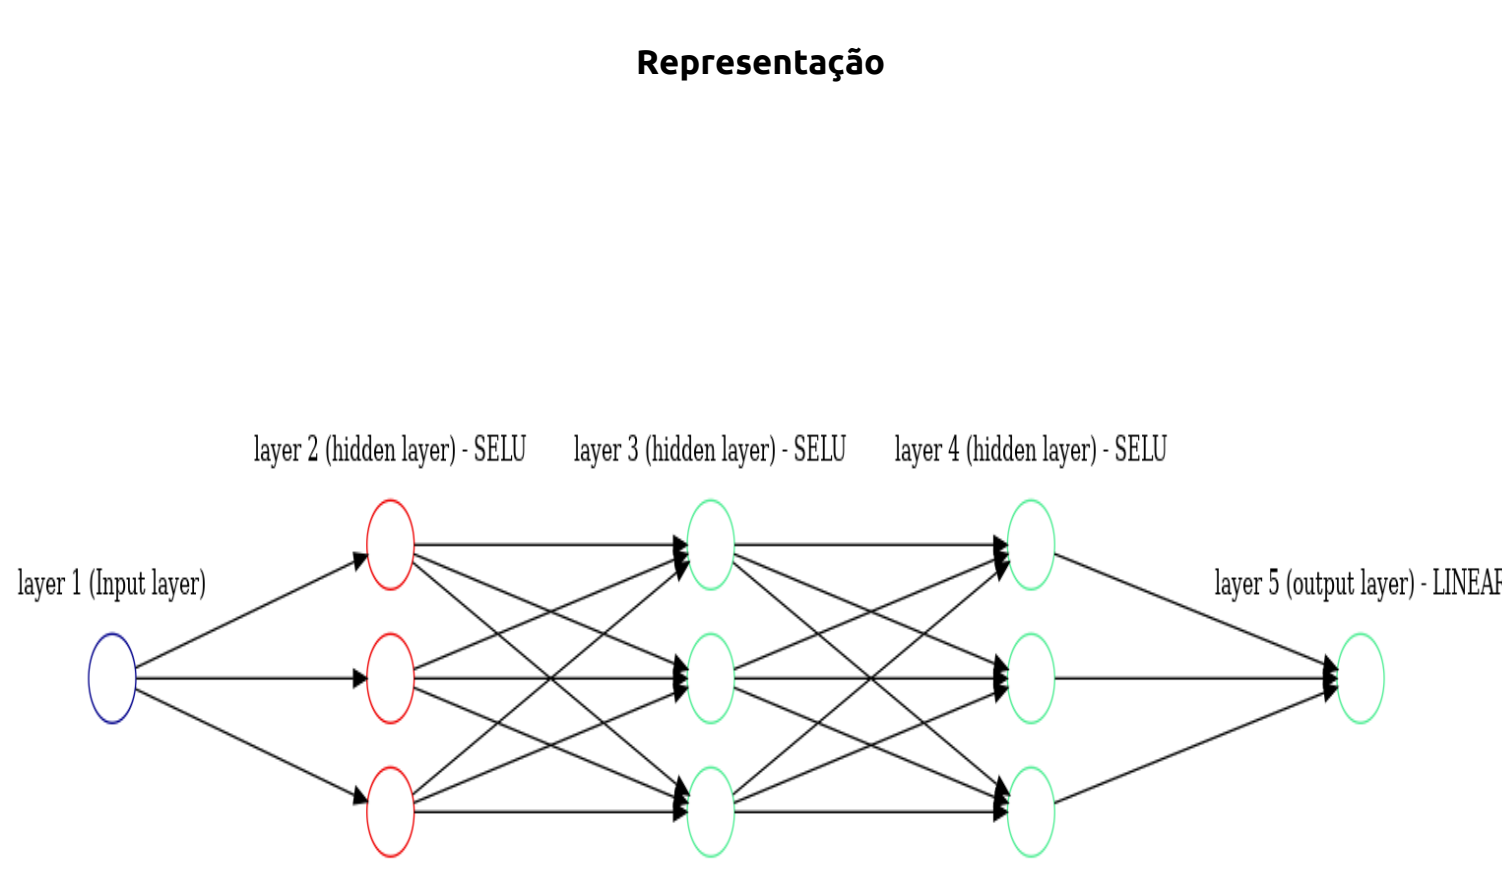 Representação
layer 2 (hidden layer) - SELU
layer 3 (hidden layer) - SELU
layer 4 (hidden layer) - SELU
layer 1 (Input layer)
layer 5 (output layer) - LINEAR